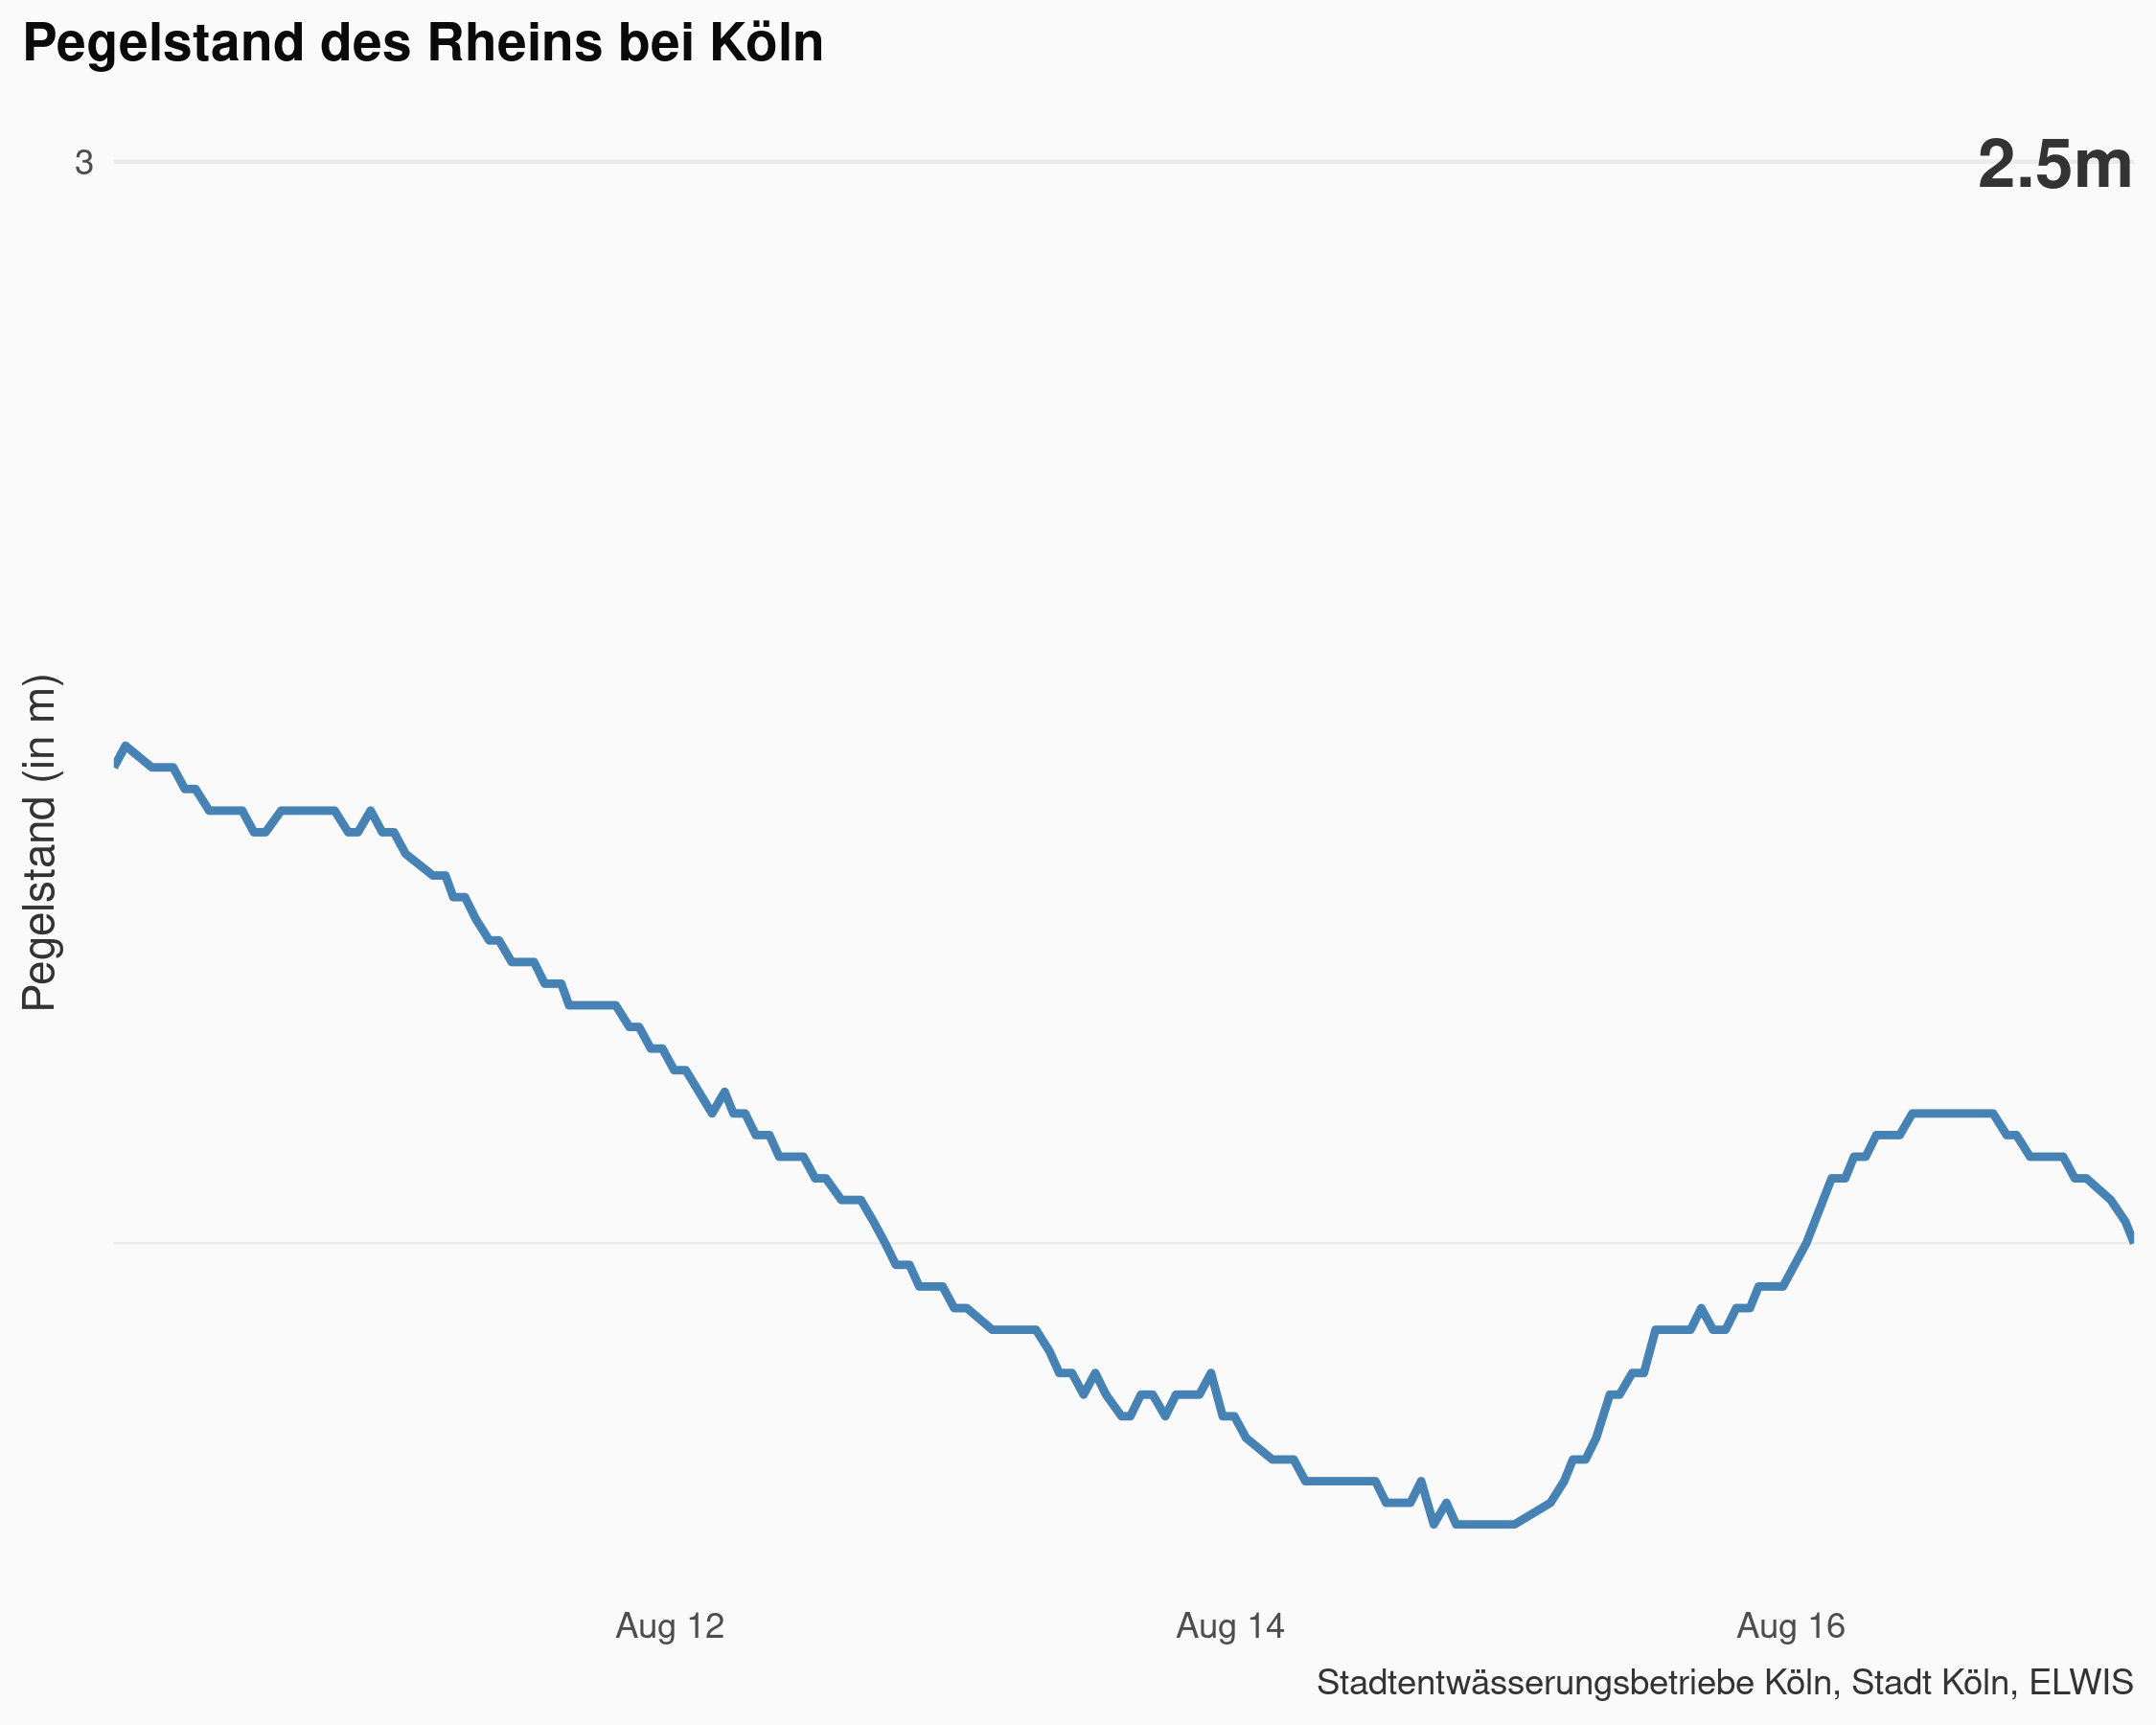 Pegelstand des Rheins bei Köln
3
2.5m
Pegelstand (in m)
Aug 12
Aug 14
Aug 16
Stadtentwässerungsbetriebe Köln, Stadt Köln, ELWIS